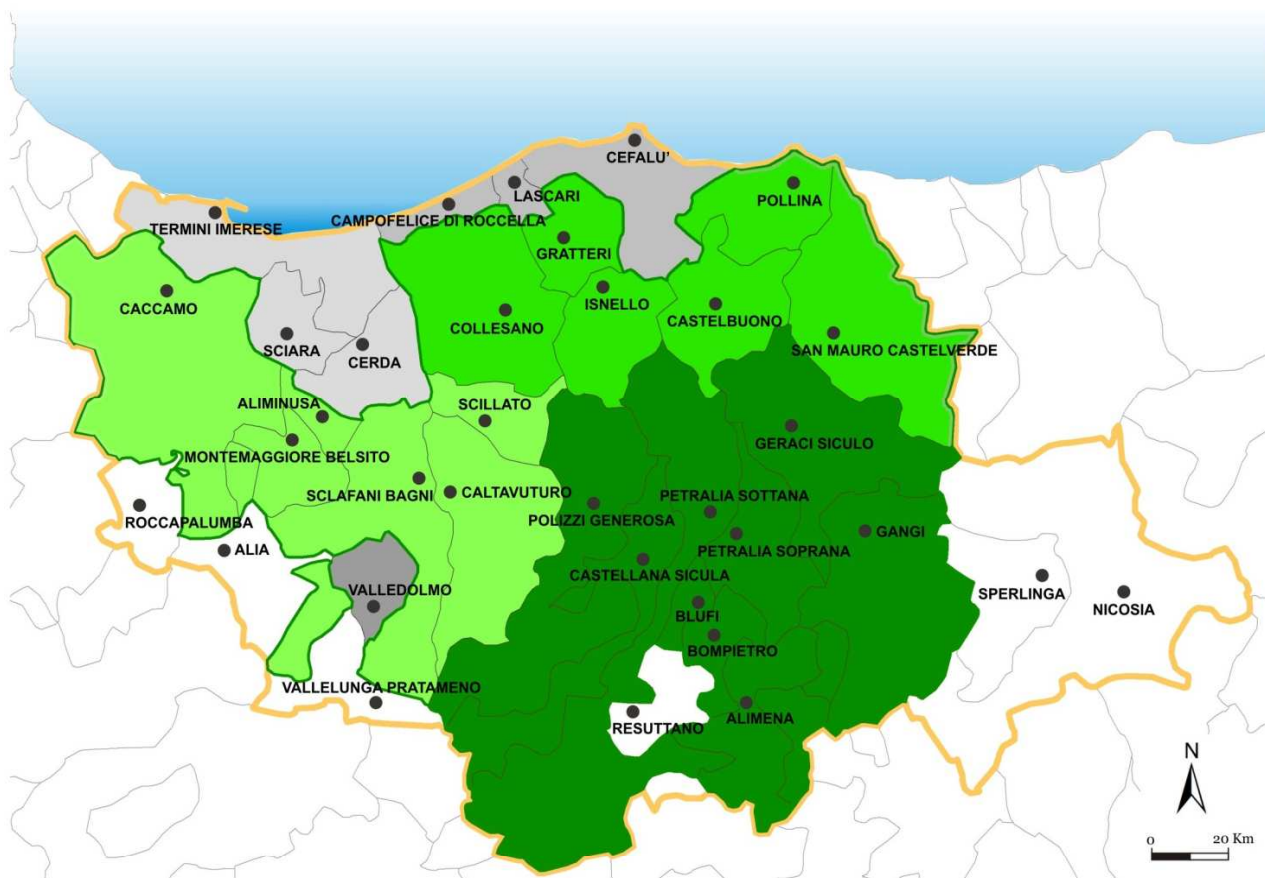 CEFALU'
LASCARI
POLLINA
CAMPOFELICE DI ROCCELLA
TERMINI IMERESE
GRATTERI
CACCAMO
ISNELLO
CASTELBUONO
COLLESANO
SCIARA
CERDA
SAN MAURO CASTELVERDE
ALIMINUSA
SCILLATO
GERACI SICULO
MONTEMAGGIORE BELSITO
SCLAFANI BAGNI
CALTAVUTURO
PETRALIA SOTTANA
ROCCAPALUMBA
POLIZZI GENEROSA
GANGI
PETRALIA SOPRANA
ALIA
CASTELLANA SICULA
VALLEDOLMO
SPERLINGA
NICOSIA
BLUFI
BOMPIETRO
VALLELUNGA PRATAMENO
RESUTTANO
ALIMENA
N
0 20 Km